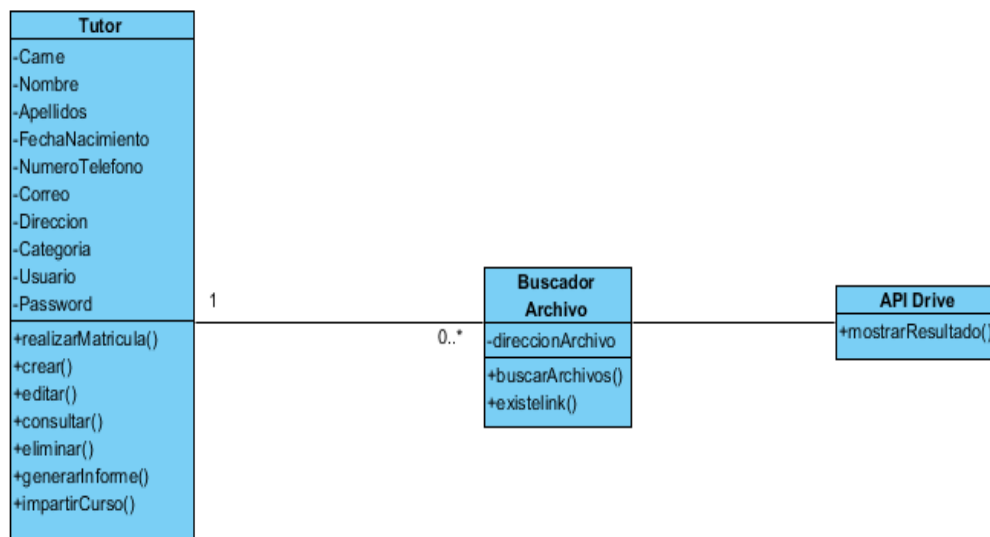 Tutor
-Carne
-Nombre
-Apellidos
-FechaNacimiento
-NumeroTelefono
-Correo
-Direccion
-Categoria
-Usuario
-Password
+realizarMatricula()
+crear()
+editar()
+consultar()
+eliminar()
+generarInforme()
+impartirCurso()
1
0..*
Buscador
Archivo
-direccionArchivo
+buscarArchivos()
+existelink()
API Drive
+mostrarResultado()